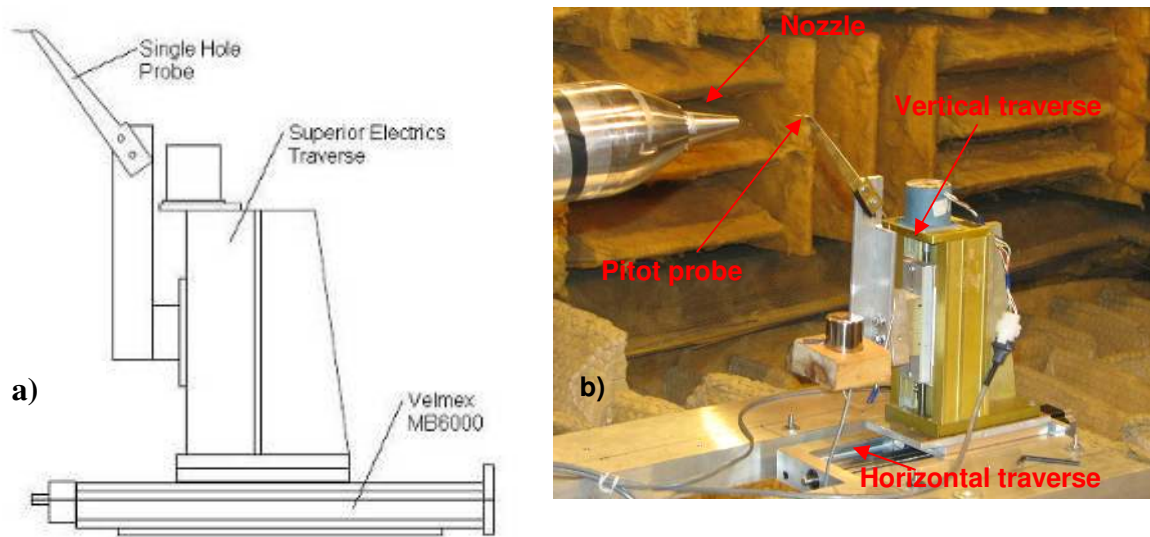 Single Hole
Probe
Superior Electrics
Traverse
a)
Velmex
MB6000
Nozzle
Vertical traverse
Pitot probe
b)
Horizontal traverse